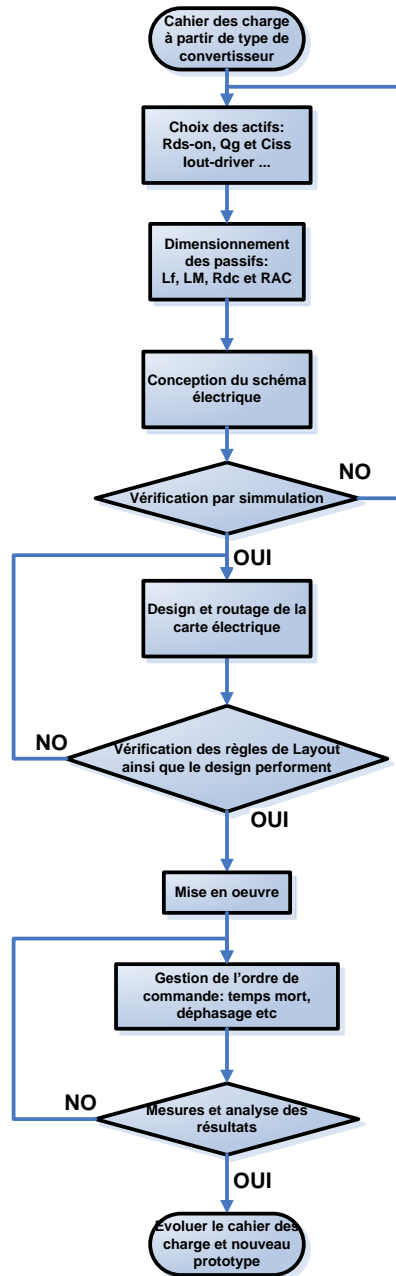 Cahier des charge
à partir de type de
convertisseur
Choix des actifs:
Rds-on, Qg et Ciss
Iout-driver ...
Dimensionnement
des passifs:
Lf, LM, Rdc et RAC
Conception du schéma
électrique
NO
Vérification par simmulation
OUI
Design et routage de la
carte électrique
NO
Vérification des règles de Layout
ainsi que le design performent
OUI
Mise en oeuvre
Gestion de l'ordre de
commande: temps mort,
déphasage etc
NO
Mesures et analyse des
résultats
OUI
Evoluer le cahier des
charge et nouveau
prototype